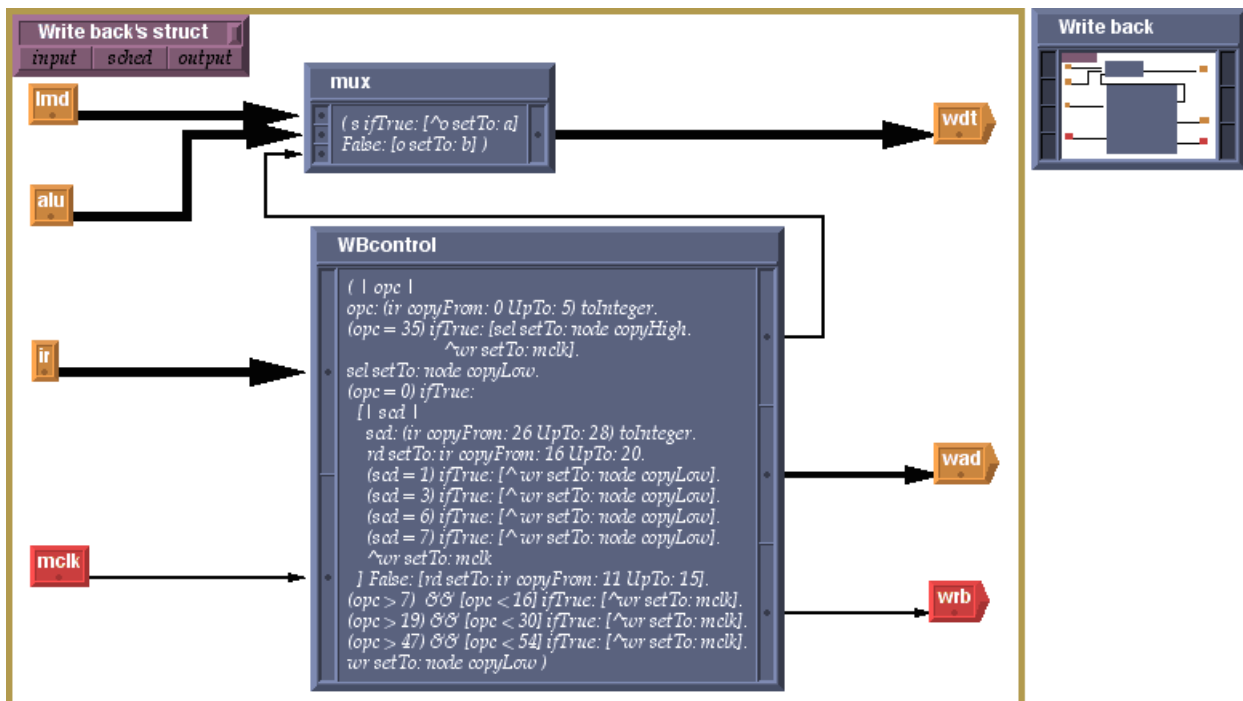 Write back's struct
input sched output
Write back
lmd
mux
( s ifTrue: [^o setTo: a]
False: [o setTo: b] )
wdt
alu
WBcontrol
( | opc |
opc: (ir copyFrom: 0 UpTo: 5) toInteger.
(opc = 35) ifTrue: [sel setTo: node copyHigh.
^wr setTo: mclk].
sel setTo: node copyLow.
(opc = 0) ifTrue:
[ | scd |
scd: (ir copyFrom: 26 UpTo: 28) toInteger.
rd setTo: ir copyFrom: 16 UpTo: 20.
(scd = 1) ifTrue: [^ wr setTo: node copyLow].
(scd = 3) ifTrue: [^ wr setTo: node copyLow].
(scd = 6) ifTrue: [^ wr setTo: node copyLow].
(scd = 7) ifTrue: [^ wr setTo: node copyLow].
^wr setTo: mclk
] False: [rd setTo: ir copyFrom: 11 UpTo: 15].
(opc > 7) && [opc < 16] ifTrue: [^wr setTo: mclk].
(opc > 19) && [opc < 30] ifTrue: [^wr setTo: mclk].
(opc > 47) && [opc < 54] ifTrue: [^wr setTo: mclk].
wr setTo: node copyLow )
ir
wad
mclk
wrb